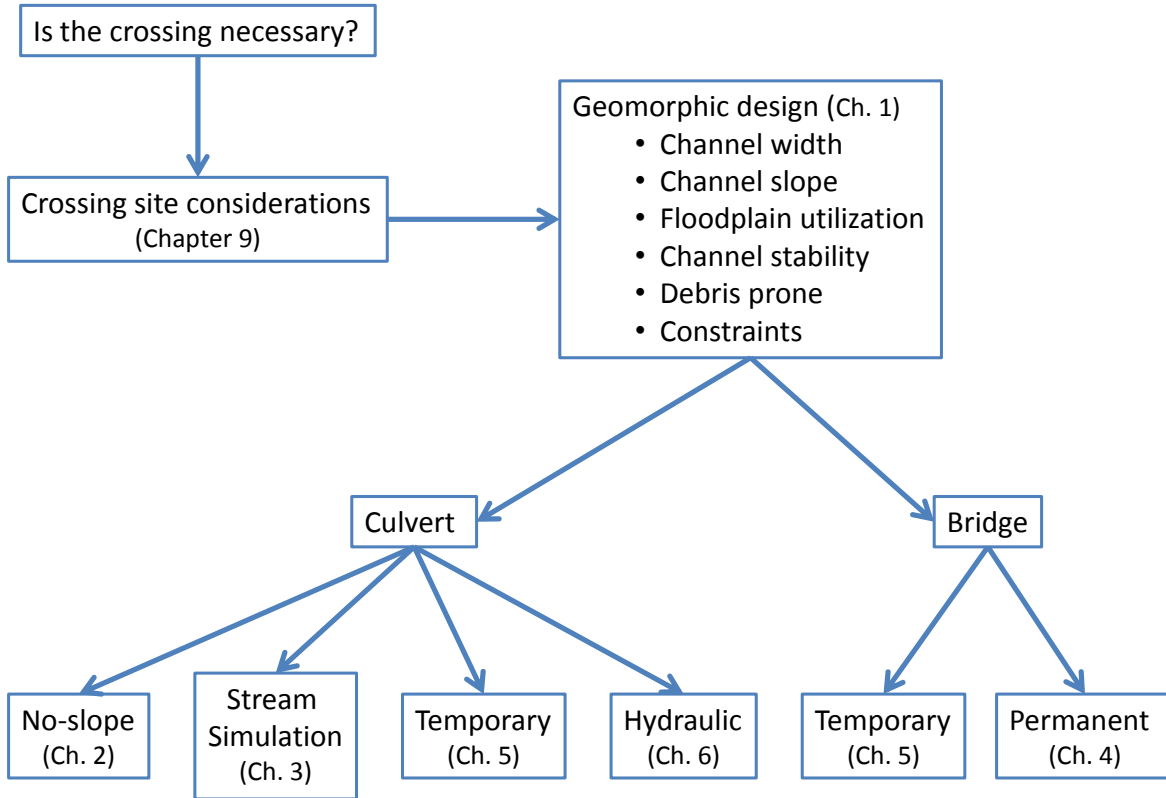 Is the crossing necessary?
Crossing site considerations
(Chapter 9)
Geomorphic design (Ch. 1)
• Channel width
• Channel slope
• Floodplain utilization
• Channel stability
• Debris prone
• Constraints
Culvert
Bridge
No-slope
(Ch. 2)
Stream
Simulation
(Ch. 3)
Temporary
(Ch. 5)
Hydraulic
(Ch. 6)
Temporary
(Ch. 5)
Permanent
(Ch. 4)